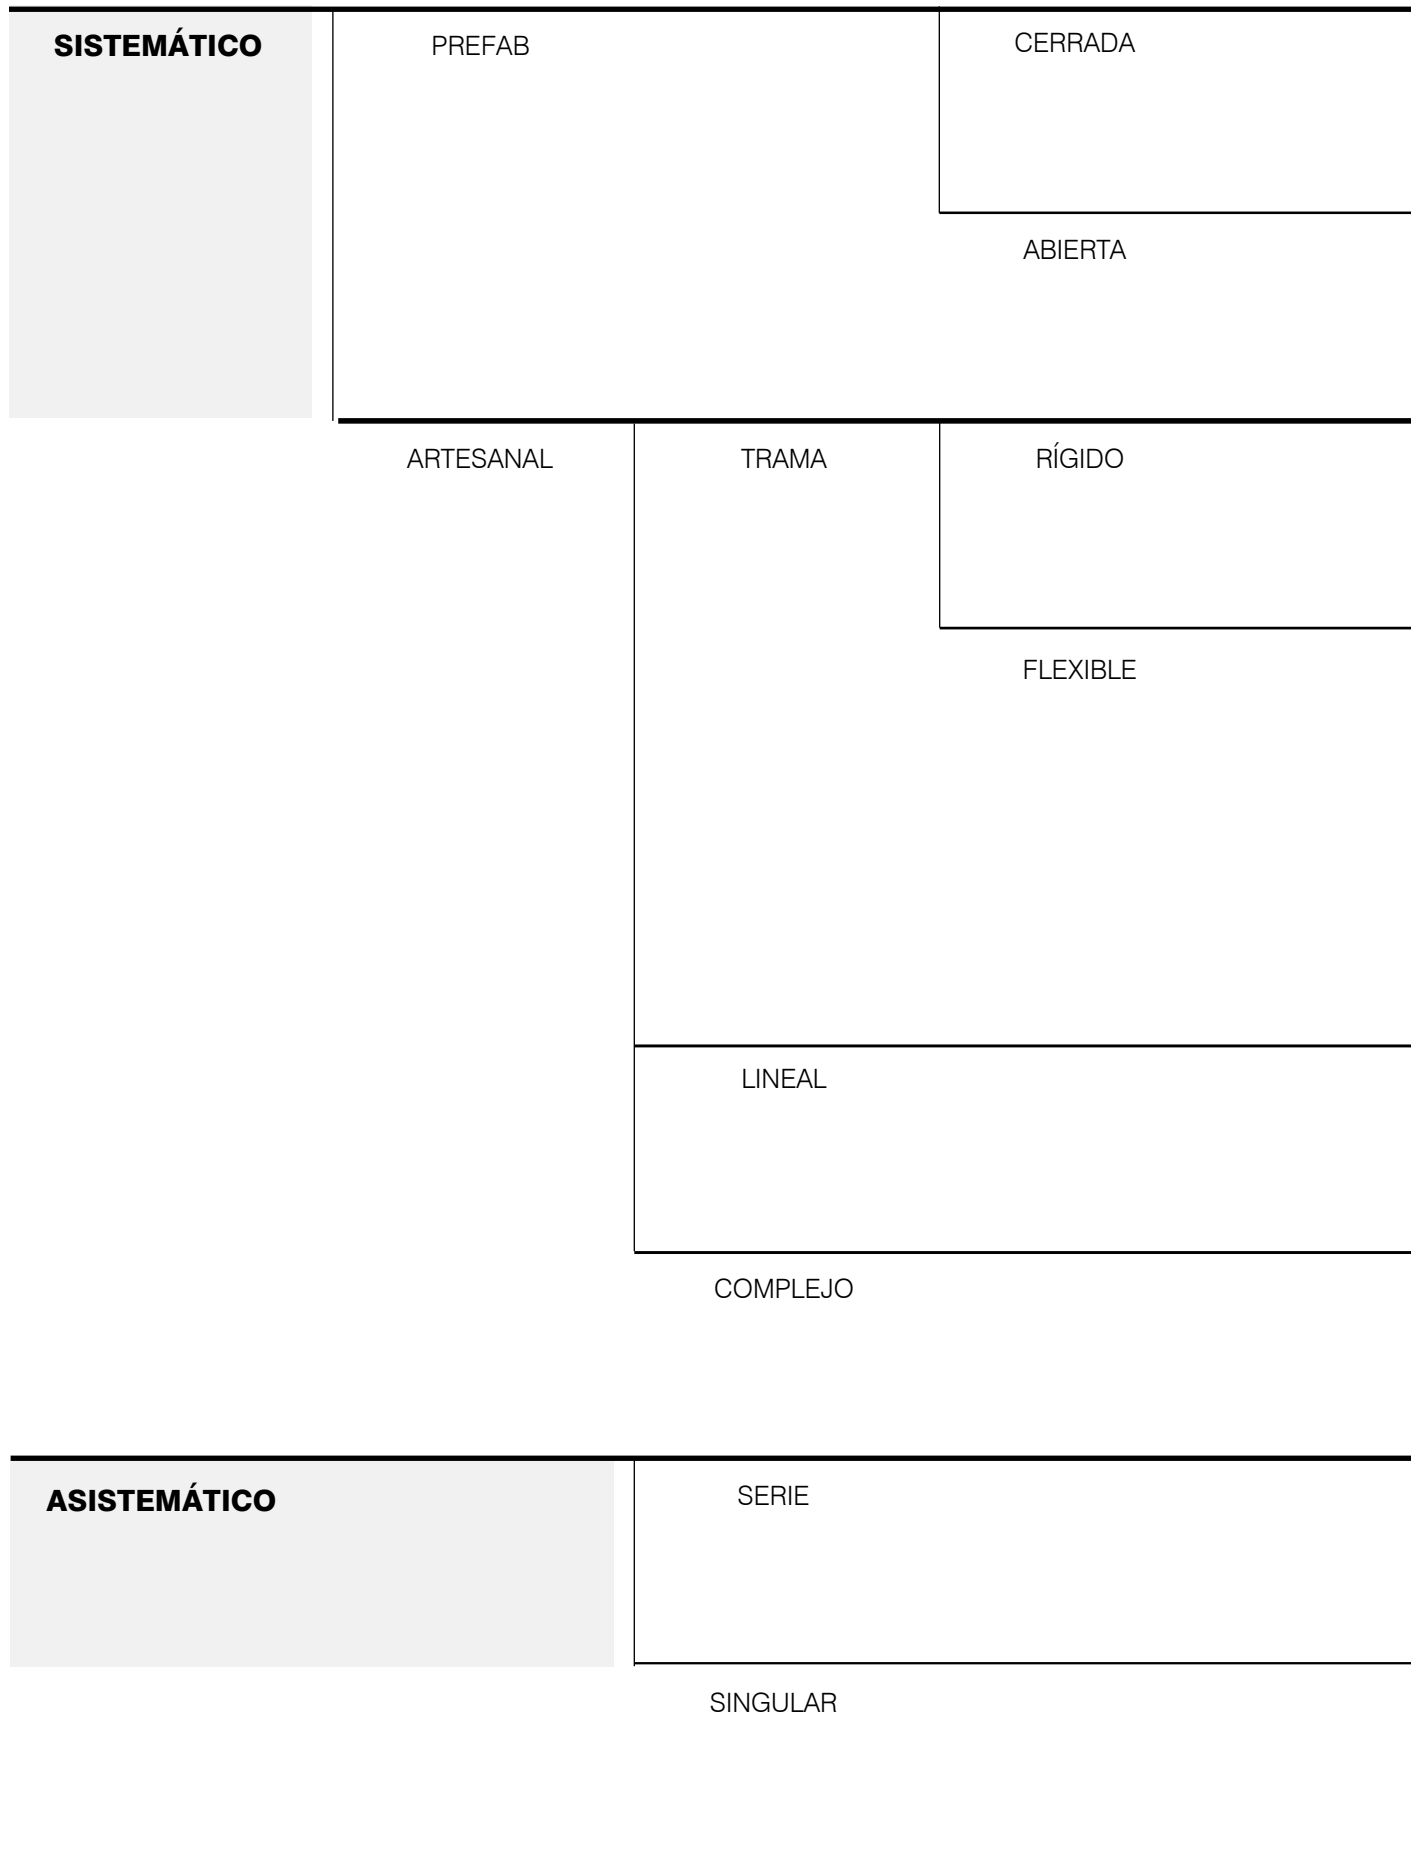 SISTEMÁTICO
PREFAB
CERRADA
ABIERTA
ARTESANAL
TRAMA
RÍGIDO
FLEXIBLE
LINEAL
COMPLEJO
ASISTEMÁTICO
SERIE
SINGULAR